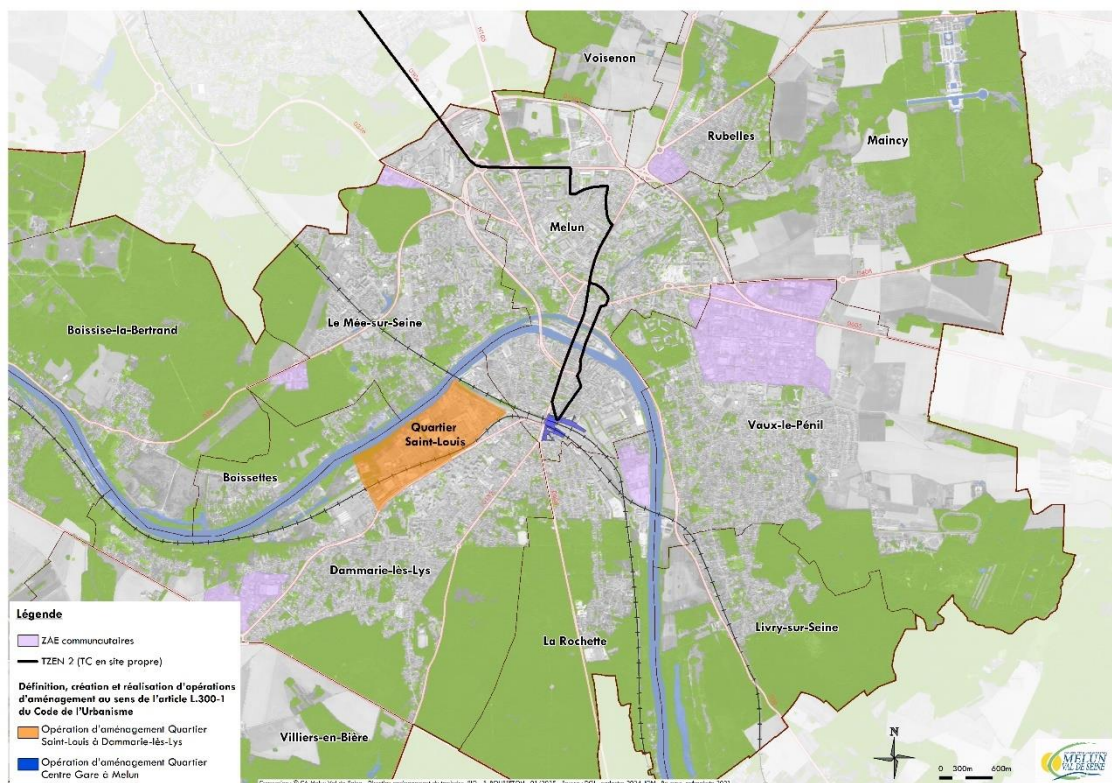 Voisenon
Rubelles
Maincy
Melun
Le Mée-sur-Seine
Boissise-la-Bertrand
Quartier
Saint-Louis
Vaux-le-Pénil
Boissettes
Dammarie-lès-Lys
La Rochette
Livry-sur-Seine
Villiers-en-Bière
Légende
ZAE communautaires
TZEN 2 (TC en site propre)
Définition, création et réalisation d'opérations
d'aménagement au sens de l'article L.300-1
du Code de l'Urbanisme
Opération d'aménagement Quartier
Saint-Louis à Dammarie-lès-Lys
Opération d'aménagement Quartier
Centre Gare à Melun
N
0 300m 600m
MELUN
VAL DE SEINE